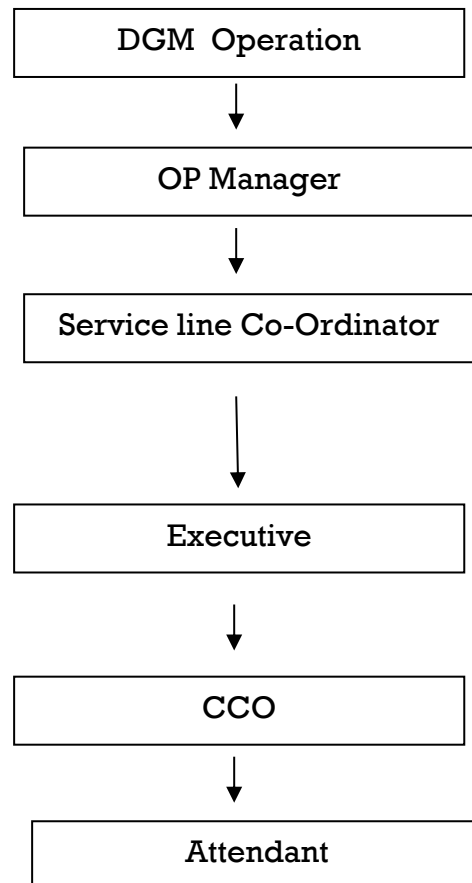 DGM Operation
OP Manager
Service line Co-Ordinator
Executive
CCO
Attendant